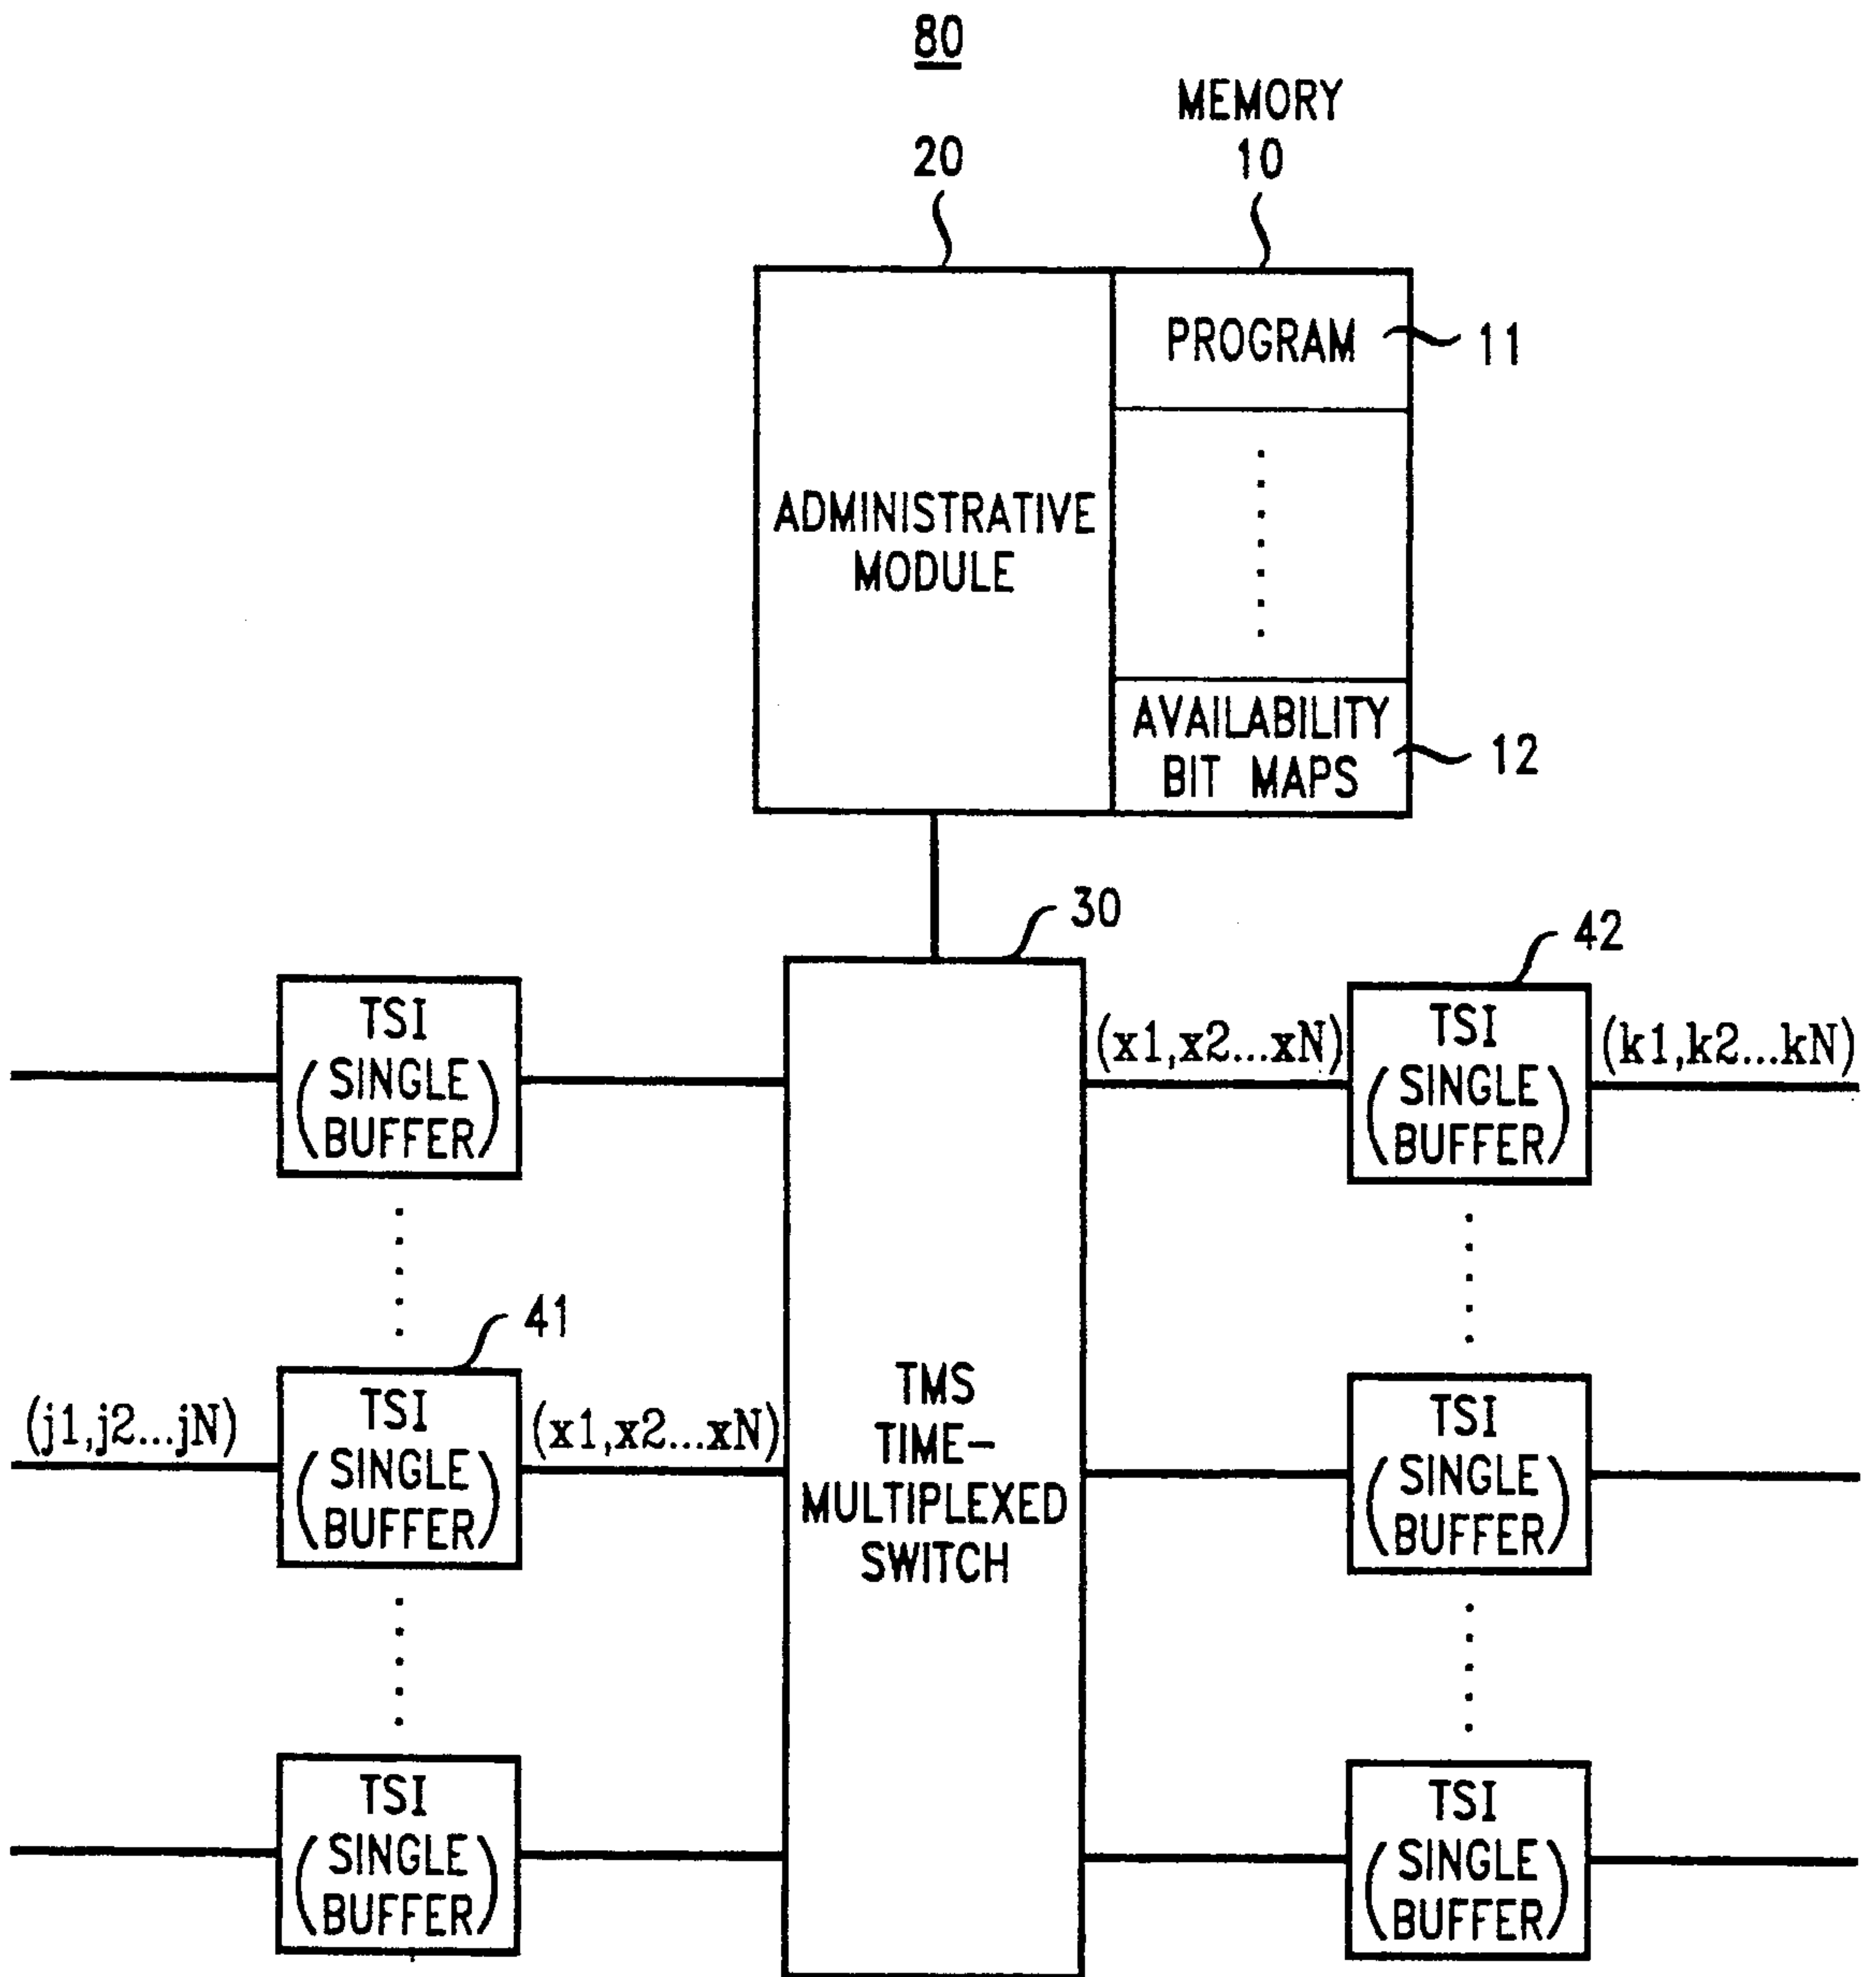 80
MEMORY
20
10
PROGRAM
11
ADMINISTRATIVE
MODULE
AVAILABILITY
BIT MAPS
12
30
42
TSI
(SINGLE
BUFFER)
(x1,x2...xN)
TSI
(SINGLE
BUFFER)
(k1,k2...kN)
41
(j1,j2...jN)
TSI
(SINGLE
BUFFER)
(x1,x2...xN)
TMS
TIME-
MULTIPLEXED
SWITCH
TSI
(SINGLE
BUFFER)
TSI
(SINGLE
BUFFER)
TSI
(SINGLE
BUFFER)